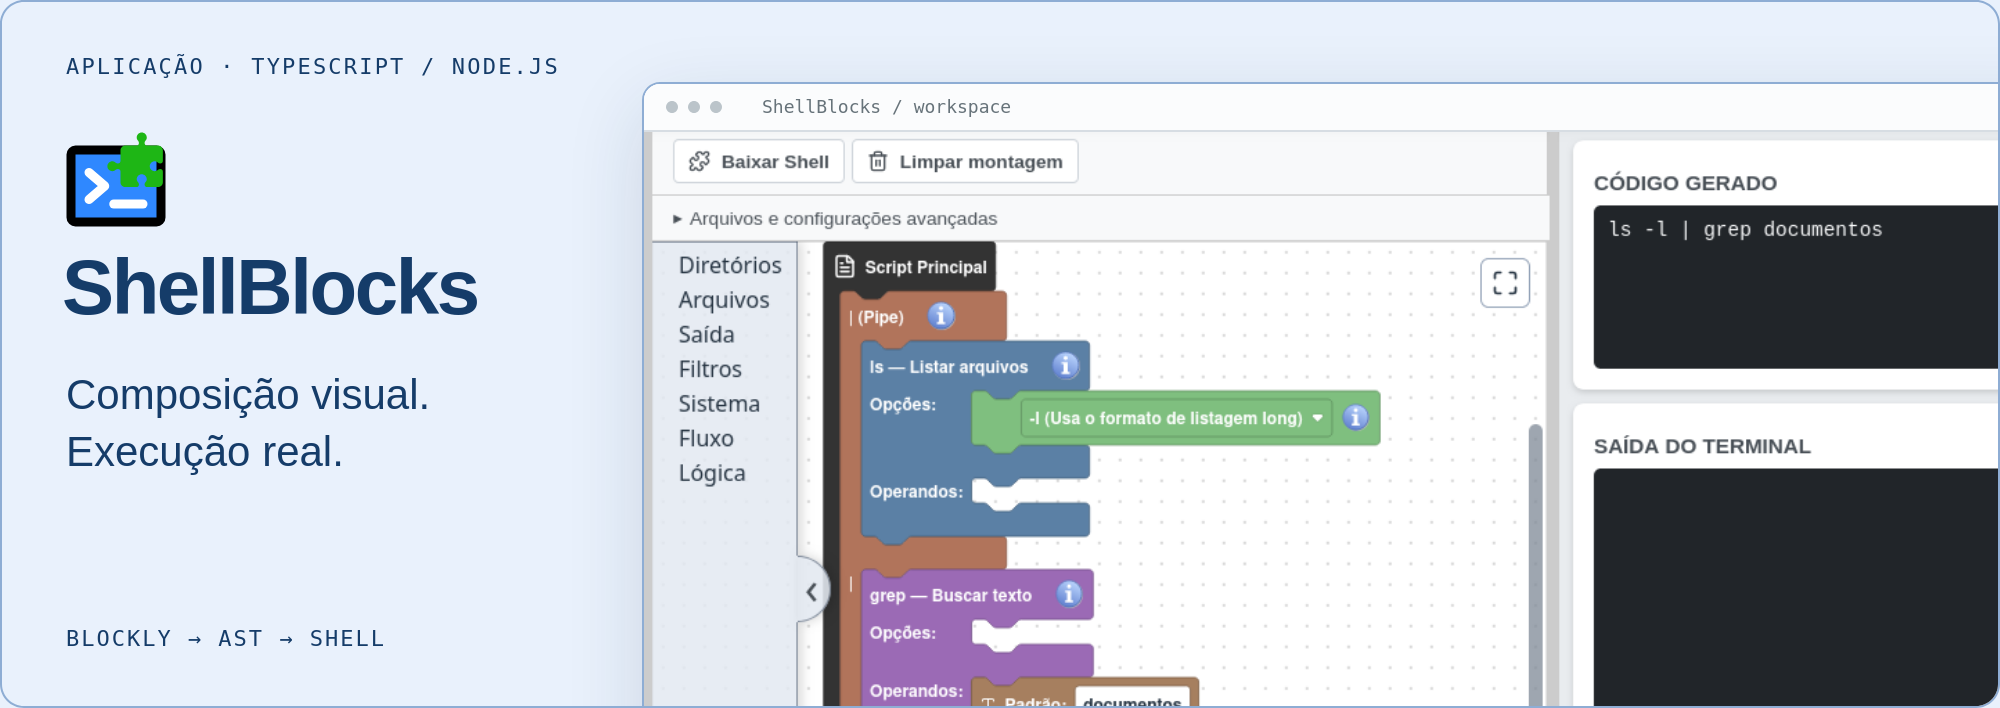 APLICAÇÃO · TYPESCRIPT / NODE.JS
ShellBlocks
Composição visual.
Execução real.
BLOCKLY → AST → SHELL
ShellBlocks / workspace
Baixar Shell
Limpar montagem
▸ Arquivos e configurações avançadas
Diretórios
Arquivos
Saída
Filtros
Sistema
Fluxo
Lógica
Script Principal
| (Pipe)
ls — Listar arquivos
Opções:
-l (Usa o formato de listagem long)
Operandos:
|
grep — Buscar texto
Opções:
Operandos:
Padrão: documentos
CÓDIGO GERADO
ls -l | grep documentos
SAÍDA DO TERMINAL